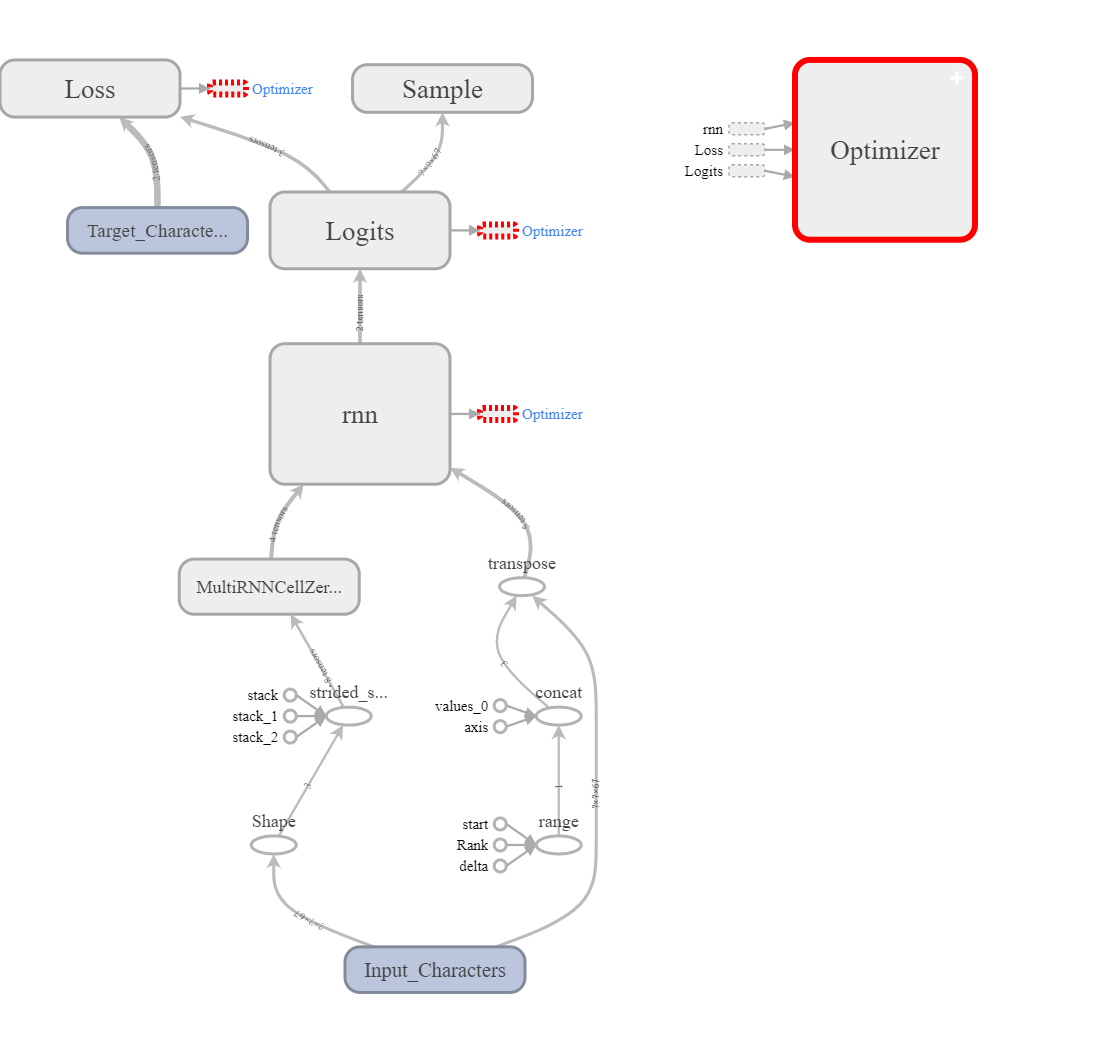 Loss
Optimizer
Sample
Optimizer
rnn
Loss
Logits
3 tensors
?×?×67
2 tensors
Target_Characte...
Logits
Optimizer
2 tensors
rnn
Optimizer
4 tensors
5 tensors
transpose
MultiRNNCellZer...
3
8 tensors
strided_s...
stack
stack_1
stack_2
concat
values_0
axis
3
1
?×?×67
Shape
range
start
Rank
delta
?×?×67
Input_Characters